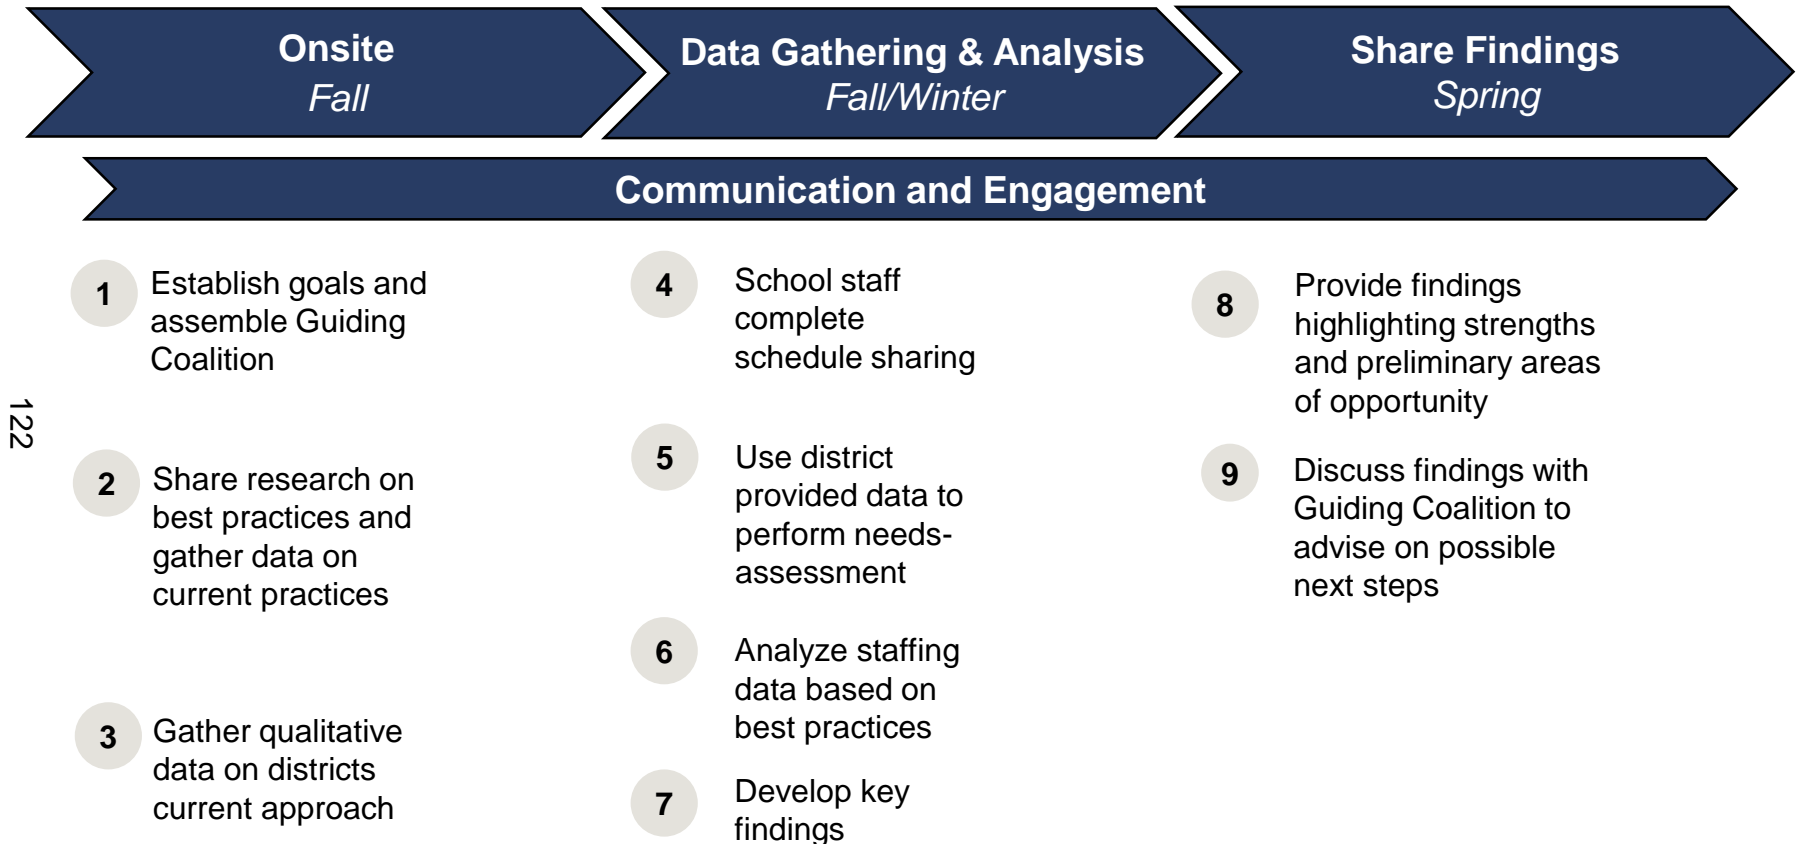 Onsite
Fall
Data Gathering & Analysis
Fall/Winter
Share Findings
Spring
Communication and Engagement
1
Establish goals and
assemble Guiding
Coalition
2
Share research on
best practices and
gather data on
current practices
3
Gather qualitative
data on districts
current approach
4
School staff
complete
schedule sharing
5
Use district
provided data to
perform needs-
assessment
6
Analyze staffing
data based on
best practices
7
Develop key
findings
8
Provide findings
highlighting strengths
and preliminary areas
of opportunity
9
Discuss findings with
Guiding Coalition to
advise on possible
next steps
122